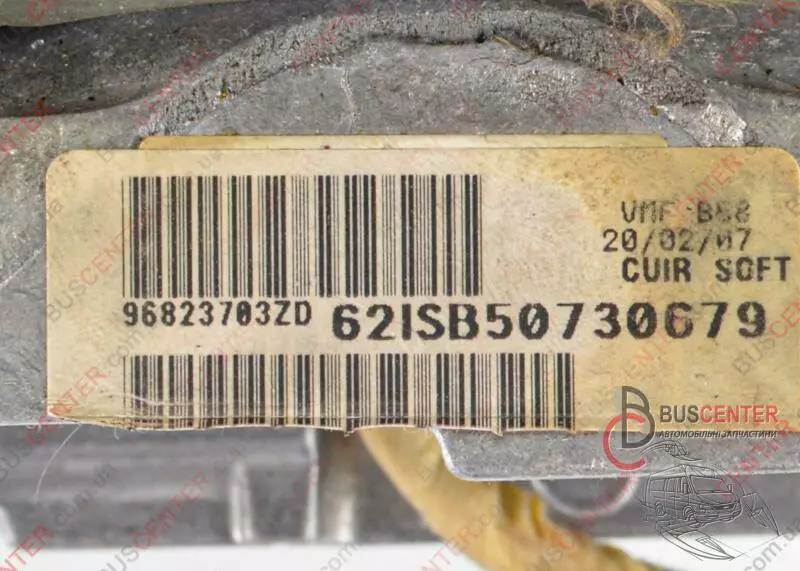 VMF B58
20/02/07
CUIR SOFT
96823703ZD
62ISB50730679
BUSCENTER
АВТОМОБІЛЬНІ ЗАПЧАСТИНИ